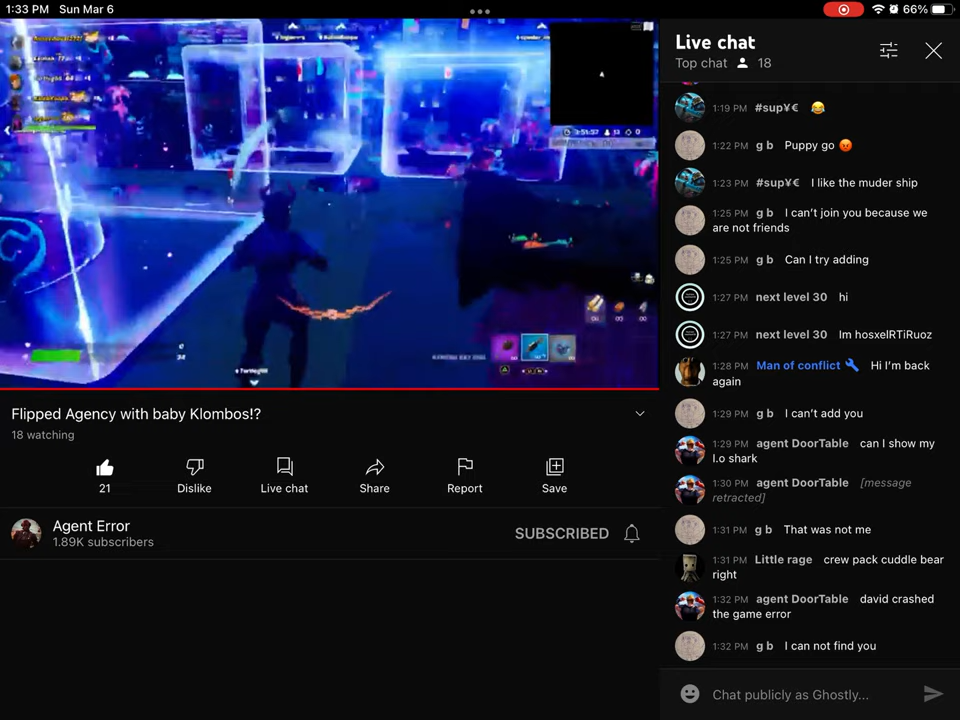 1:33 PM Sun Mar 6
66%
3:51:57 13 0
Flipped Agency with baby Klombos!?
18 watching
21
Dislike
Live chat
Share
Report
Save
Agent Error
1.89K subscribers
SUBSCRIBED
Live chat
Top chat 18
1:19 PM #sup¥€ 😂
1:22 PM g b Puppy go 😡
1:23 PM #sup¥€ I like the muder ship
1:25 PM g b I can't join you because we
are not friends
1:25 PM g b Can I try adding
1:27 PM next level 30 hi
1:27 PM next level 30 Im hosxelRTiRuoz
1:28 PM Man of conflict 🔧 Hi I'm back
again
1:29 PM g b I can't add you
1:29 PM agent DoorTable can I show my
l.o shark
1:30 PM agent DoorTable [message
retracted]
1:31 PM g b That was not me
1:31 PM Little rage crew pack cuddle bear
right
1:32 PM agent DoorTable david crashed
the game error
1:32 PM g b I can not find you
Chat publicly as Ghostly...